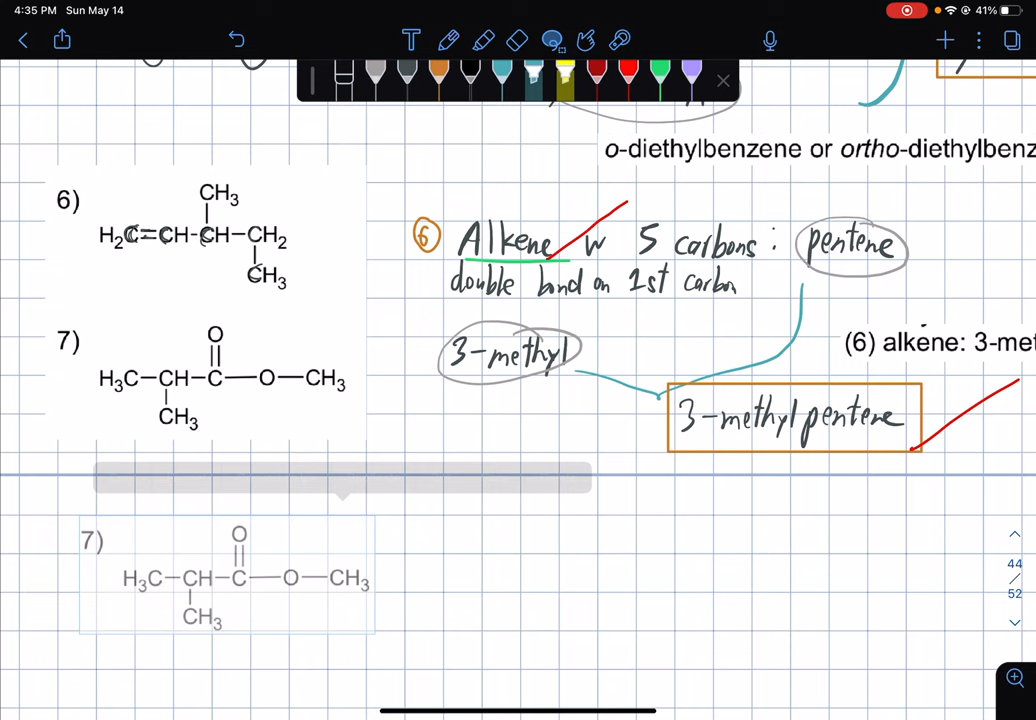 4:35 PM Sun May 14
41%
o-diethylbenzene or ortho-diethylbenz
6)
CH3
H2C=CH-CH-CH2
CH3
6 Alkene w 5 carbons : pentene
double bond on 1st carbon
3-methyl
(6) alkene: 3-met
3-methylpentene
7)
O
H3C-CH-C-O-CH3
CH3
7)
O
H3C-CH-C-O-CH3
CH3
44
/
52